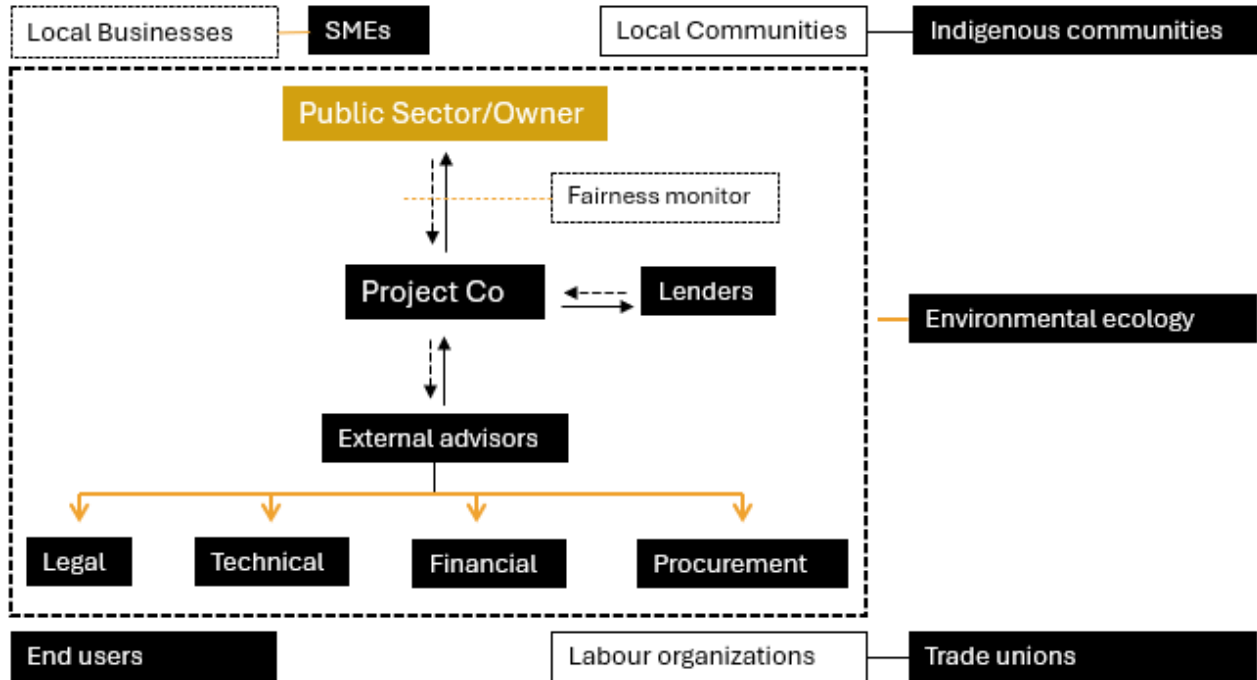 Local Businesses
SMEs
Local Communities
Indigenous communities
Public Sector/Owner
Fairness monitor
Project Co
Lenders
Environmental ecology
External advisors
Legal
Technical
Financial
Procurement
End users
Labour organizations
Trade unions